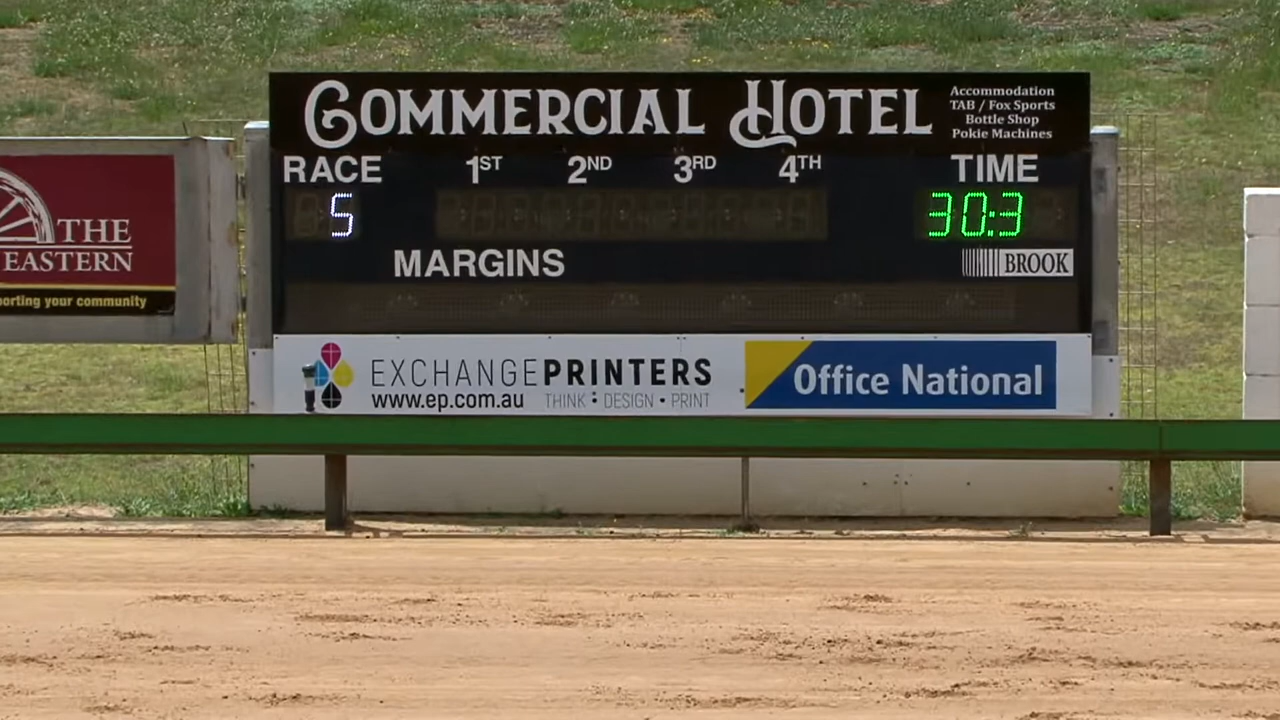 COMMERCIAL HOTEL
Accommodation
TAB / Fox Sports
Bottle Shop
Pokie Machines
RACE 1ST 2ND 3RD 4TH TIME
5 30:3
MARGINS
BROOK
EXCHANGEPRINTERS
www.ep.com.au THINK • DESIGN • PRINT
Office National
THE
EASTERN
orting your community